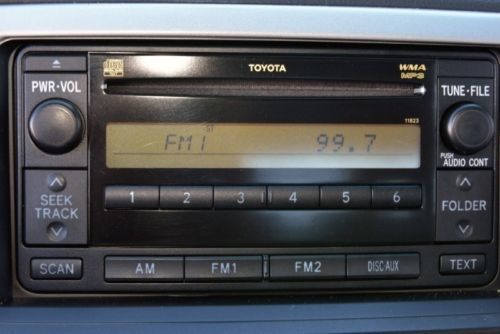 TOYOTA
WMA
MP3
PWR·VOL
TUNE·FILE
11823
ST
FM1 99.7
PUSH
AUDIO CONT
SEEK
TRACK
1 2 3 4 5 6
FOLDER
SCAN
AM FM1 FM2 DISC·AUX
TEXT